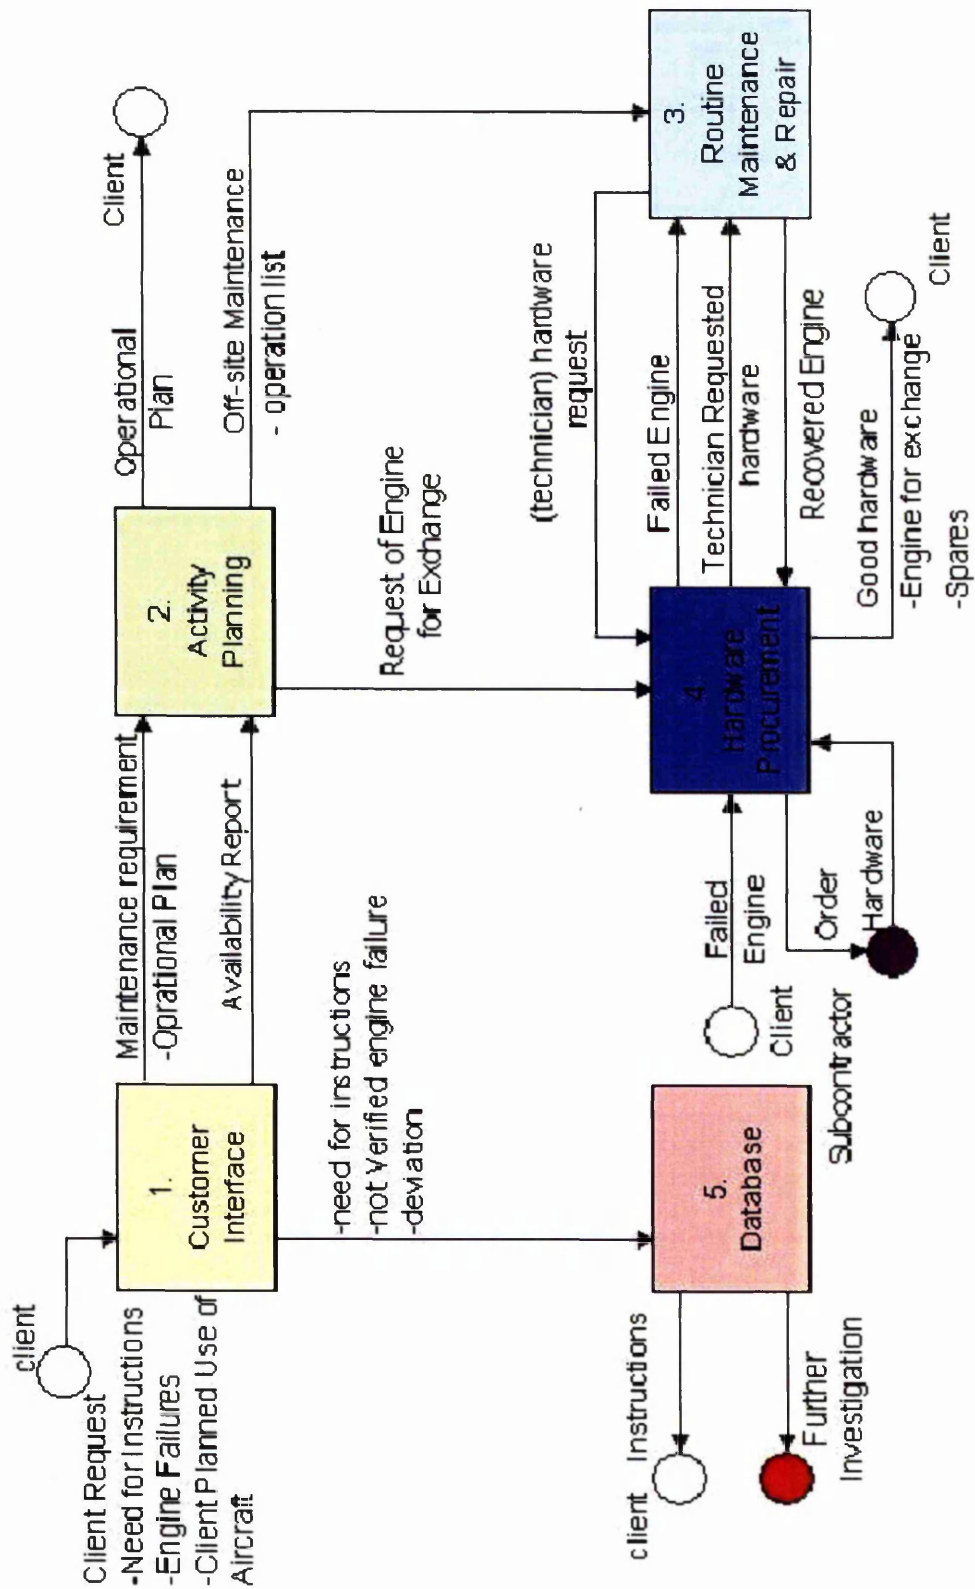 client
Client Request
-Need for Instructions
-Engine Failures
-Client Planned Use of
Aircraft
1.
Customer
Interface
Maintenance requirement
-Oprational Plan
Availability Report
2.
Activity
Planning
Operational
Plan
Client
Off-site Maintenance
- operation list
-need for instructions
-not Verified engine failure
-deviation
Request of Engine
for Exchange
(technician) hardware
request
3.
Routine
Maintenance
& Repair
Failed Engine
Technician Requested
hardware
Recovered Engine
4.
Hardware
Procurement
Good hardware
-Engine for exchange
-Spares
Client
Failed
Engine
Client
Order
Hardware
Subcontractor
5.
Database
Instructions
client
Further
Investigation